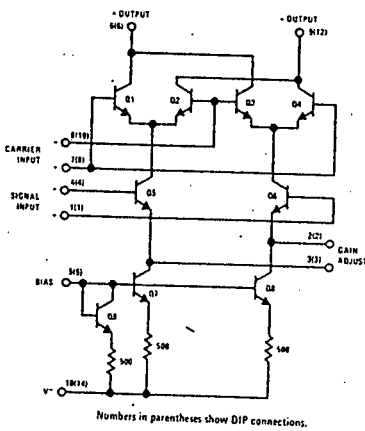 + OUTPUT
6(6)
- OUTPUT
9(12)
Q1
Q2
Q3
Q4
8(10)
CARRIER
INPUT
7(8)
4(4)
SIGNAL
INPUT
1(1)
Q5
Q6
2(2)
GAIN
ADJUST
3(3)
BIAS
5(5)
Q7
Q8
500
500
500
V-
10(14)
Numbers in parentheses show DIP connections.